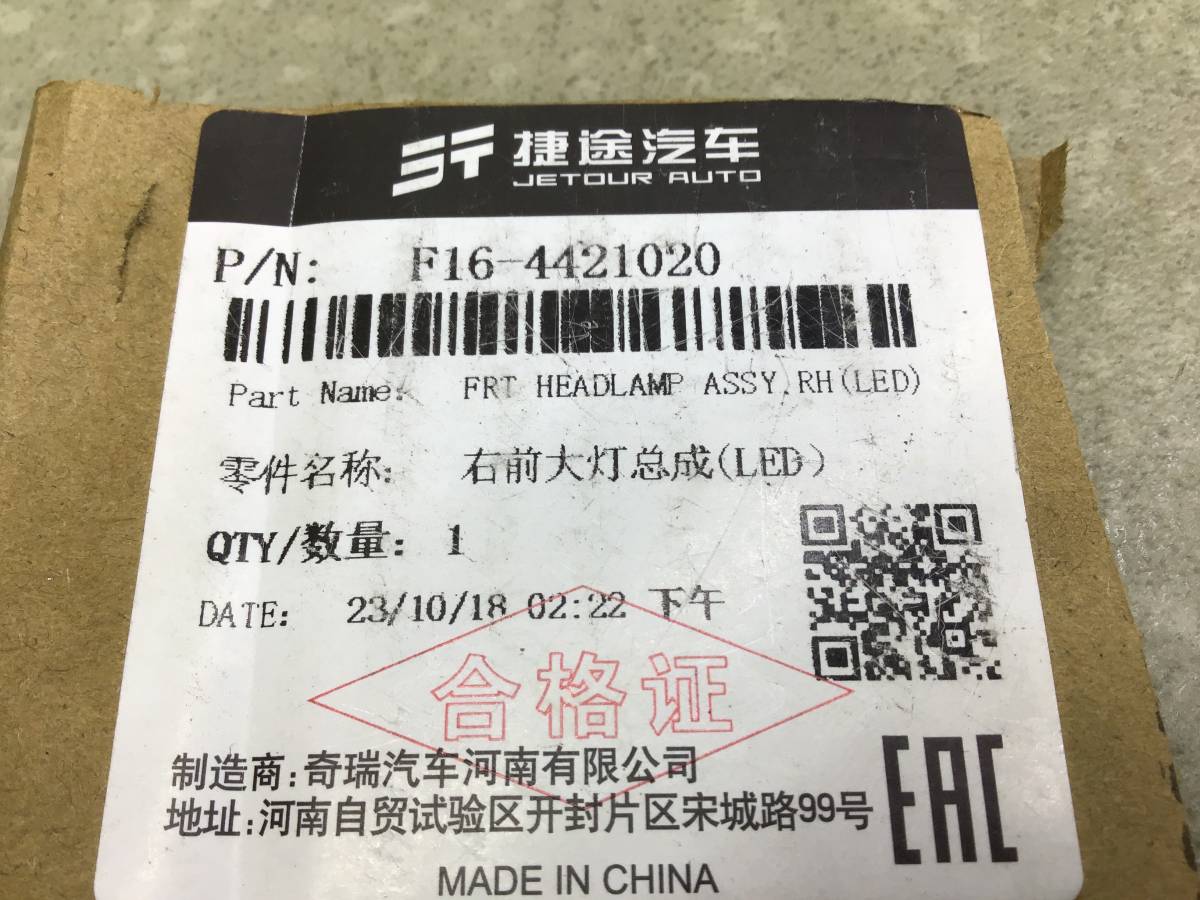 捷途汽车
JETOUR AUTO
P/N: F16-4421020
Part Name: FRT HEADLAMP ASSY.RH(LED)
零件名称: 右前大灯总成(LED)
QTY/数量: 1
DATE: 23/10/18 02:22 下午
合格证
制造商:奇瑞汽车河南有限公司
地址:河南自贸试验区开封片区宋城路99号
EAC
MADE IN CHINA